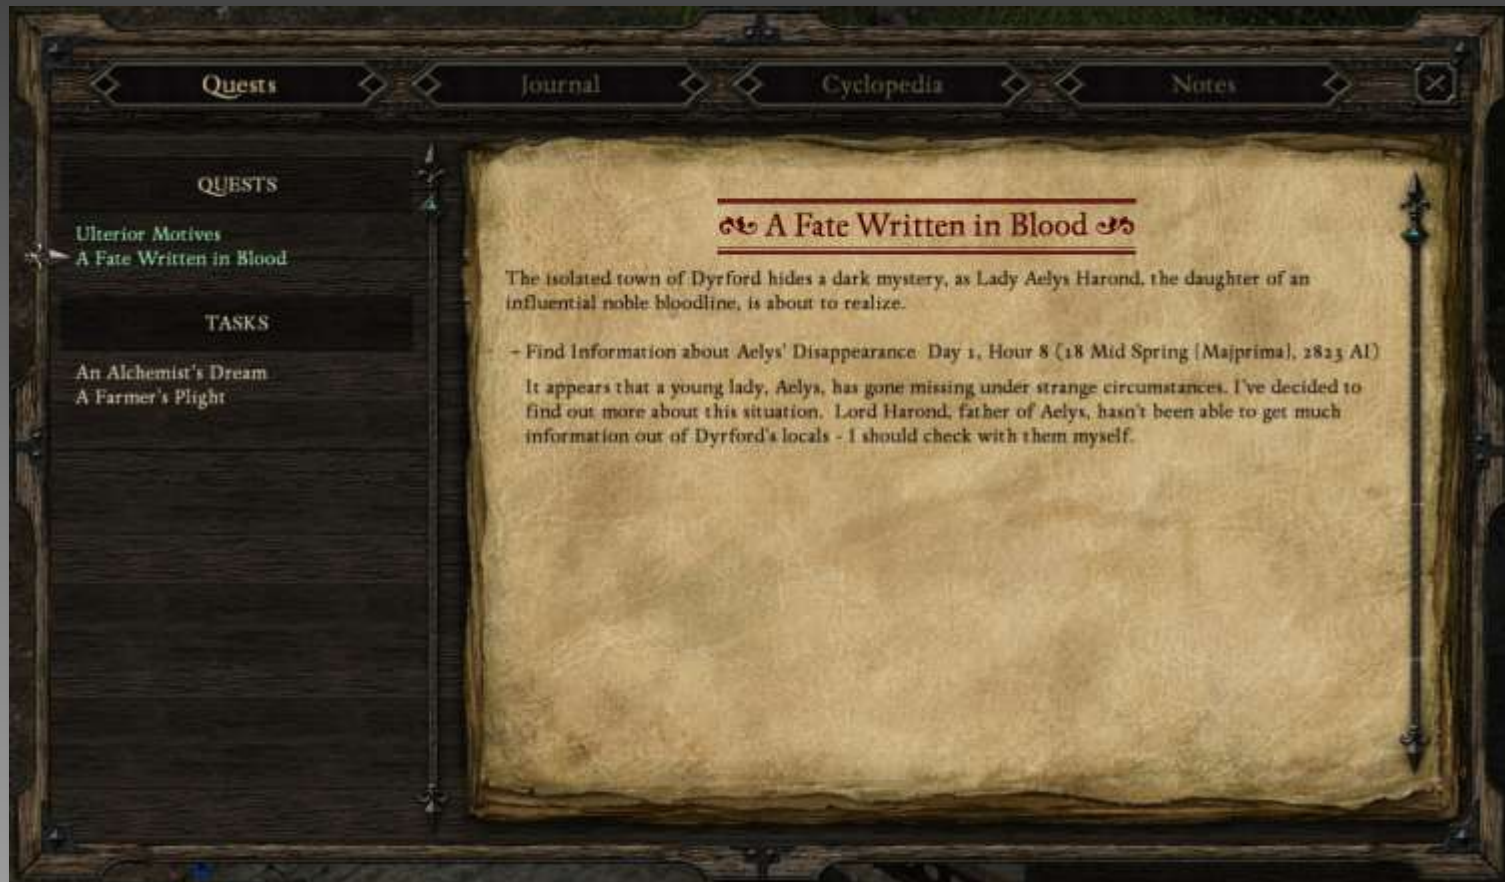 Quests
Journal
Cyclopedia
Notes
QUESTS
Ulterior Motives
A Fate Written in Blood
TASKS
An Alchemist's Dream
A Farmer's Plight
A Fate Written in Blood
The isolated town of Dyrford hides a dark mystery, as Lady Aelys Harond, the daughter of an
influential noble bloodline, is about to realize.
- Find Information about Aelys' Disappearance Day 1, Hour 8 (18 Mid Spring [Majprima], 2823 AI)
It appears that a young lady, Aelys, has gone missing under strange circumstances. I've decided to
find out more about this situation. Lord Harond, father of Aelys, hasn't been able to get much
information out of Dyrford's locals - I should check with them myself.